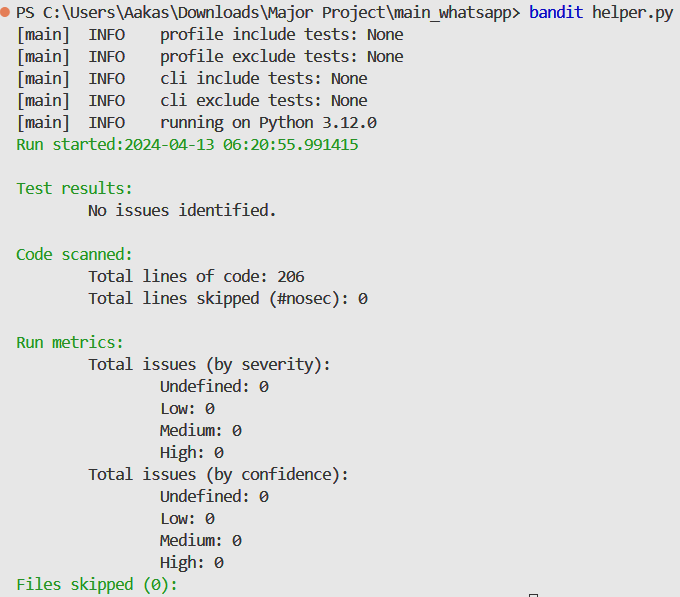 PS C:\Users\Aakas\Downloads\Major Project\main_whatsapp> bandit helper.py
[main]  INFO    profile include tests: None
[main]  INFO    profile exclude tests: None
[main]  INFO    cli include tests: None
[main]  INFO    cli exclude tests: None
[main]  INFO    running on Python 3.12.0
Run started:2024-04-13 06:20:55.991415

Test results:
        No issues identified.

Code scanned:
        Total lines of code: 206
        Total lines skipped (#nosec): 0

Run metrics:
        Total issues (by severity):
                Undefined: 0
                Low: 0
                Medium: 0
                High: 0
        Total issues (by confidence):
                Undefined: 0
                Low: 0
                Medium: 0
                High: 0
Files skipped (0):